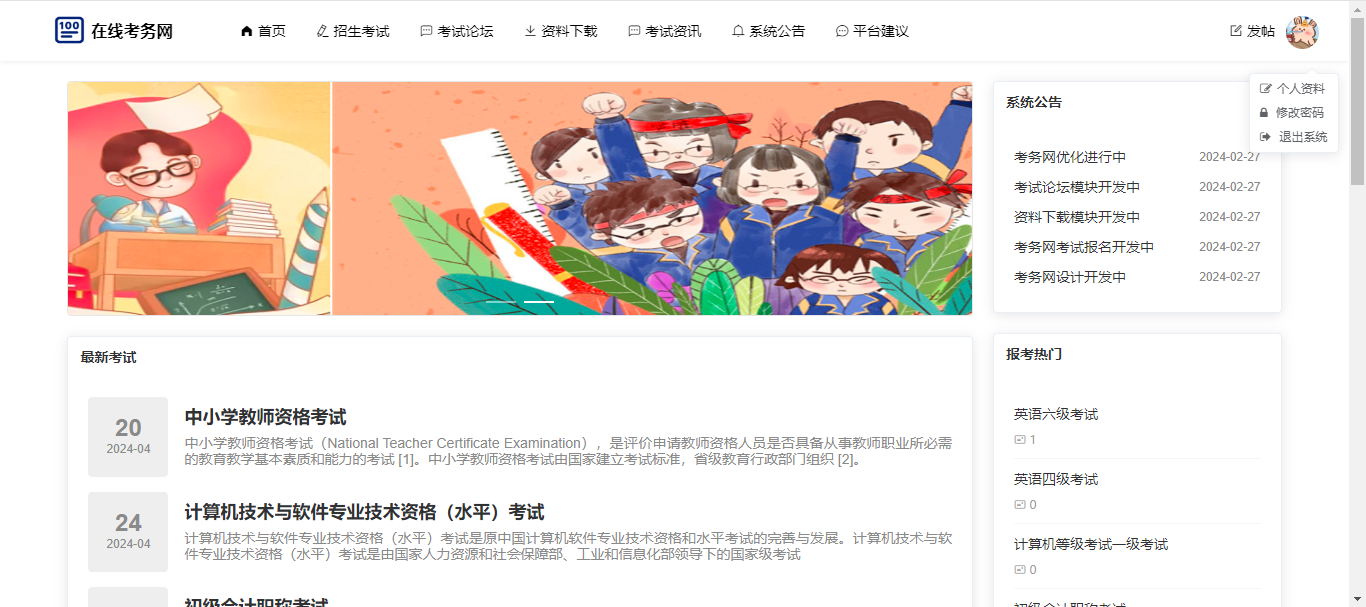 在线考务网
首页
招生考试
考试论坛
资料下载
考试资讯
系统公告
平台建议
发帖
个人资料
修改密码
退出系统
系统公告
考务网优化进行中 2024-02-27
考试论坛模块开发中 2024-02-27
资料下载模块开发中 2024-02-27
考务网考试报名开发中 2024-02-27
考务网设计开发中 2024-02-27
最新考试
20
2024-04
中小学教师资格考试
中小学教师资格考试（National Teacher Certificate Examination），是评价申请教师资格人员是否具备从事教师职业所必需
的教育教学基本素质和能力的考试 [1]。中小学教师资格考试由国家建立考试标准，省级教育行政部门组织 [2]。
24
2024-04
计算机技术与软件专业技术资格（水平）考试
计算机技术与软件专业技术资格（水平）考试是原中国计算机软件专业技术资格和水平考试的完善与发展。计算机技术与软
件专业技术资格（水平）考试是由国家人力资源和社会保障部、工业和信息化部领导下的国家级考试
初级会计职称考试
报考热门
英语六级考试
1
英语四级考试
0
计算机等级考试一级考试
0
初级会计职称考试